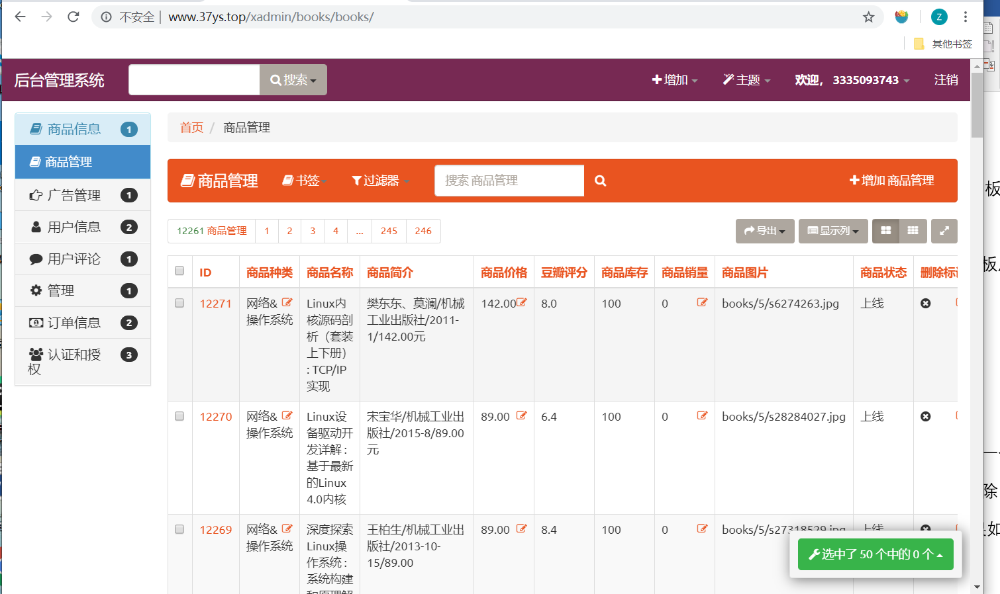 不安全 | www.37ys.top/xadmin/books/books/
Z
其他书签
后台管理系统 搜索 增加 主题 欢迎， 3335093743 注销
商品信息 1
商品管理
广告管理 1
用户信息 2
用户评论 1
管理 1
订单信息 2
认证和授权 3
首页 / 商品管理
商品管理 书签 过滤器 搜索 商品管理 增加 商品管理
12261 商品管理 1 2 3 4 ... 245 246
导出 显示列
ID 商品种类 商品名称 商品简介 商品价格 豆瓣评分 商品库存 商品销量 商品图片 商品状态 删除标
12271 网络& Linux内 樊东东、莫澜/机械 142.00 8.0 100 0 books/5/s6274263.jpg 上线
操作系统 核源码剖 工业出版社/2011-
析（套装 1/142.00元
上下册）
: TCP/IP
实现
12270 网络& Linux设 宋宝华/机械工业出 89.00 6.4 100 0 books/5/s28284027.jpg 上线
操作系统 备驱动开 版社/2015-8/89.00
发详解 : 元
基于最新
的Linux
4.0内核
12269 网络& 深度探索 王柏生/机械工业出 89.00 8.4 100 0 books/5/s27318529.jpg 上线
操作系统 Linux操 版社/2013-10-
作系统 : 15/89.00
系统构建
和原理解
选中了 50 个中的 0 个
板
板
除
如